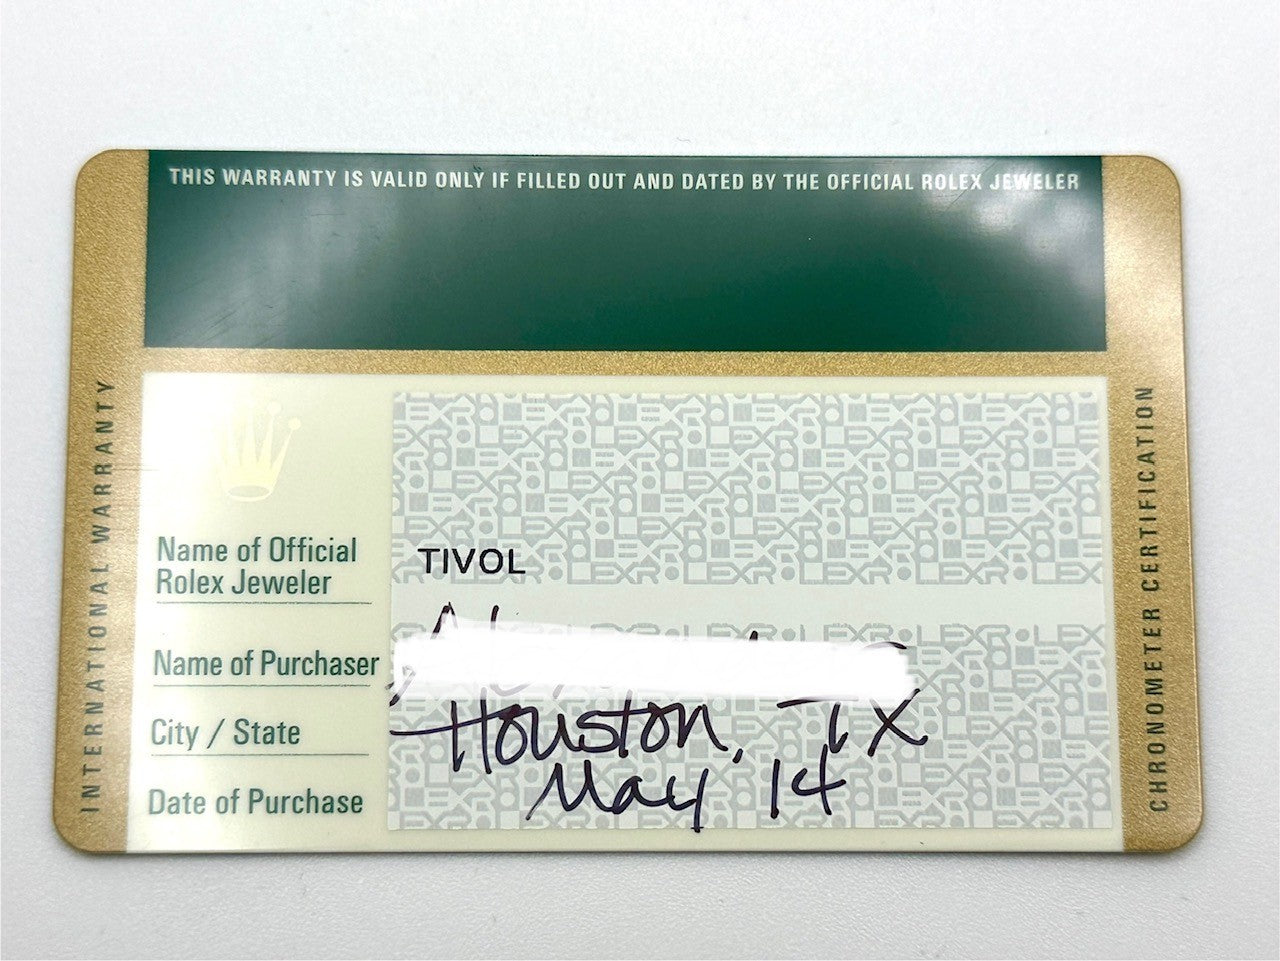 THIS WARRANTY IS VALID ONLY IF FILLED OUT AND DATED BY THE OFFICIAL ROLEX JEWELER
INTERNATIONAL WARRANTY
Name of Official
Rolex Jeweler
TIVOL
Name of Purchaser
City / State
Houston, TX
Date of Purchase
May 14
CHRONOMETER CERTIFICATION